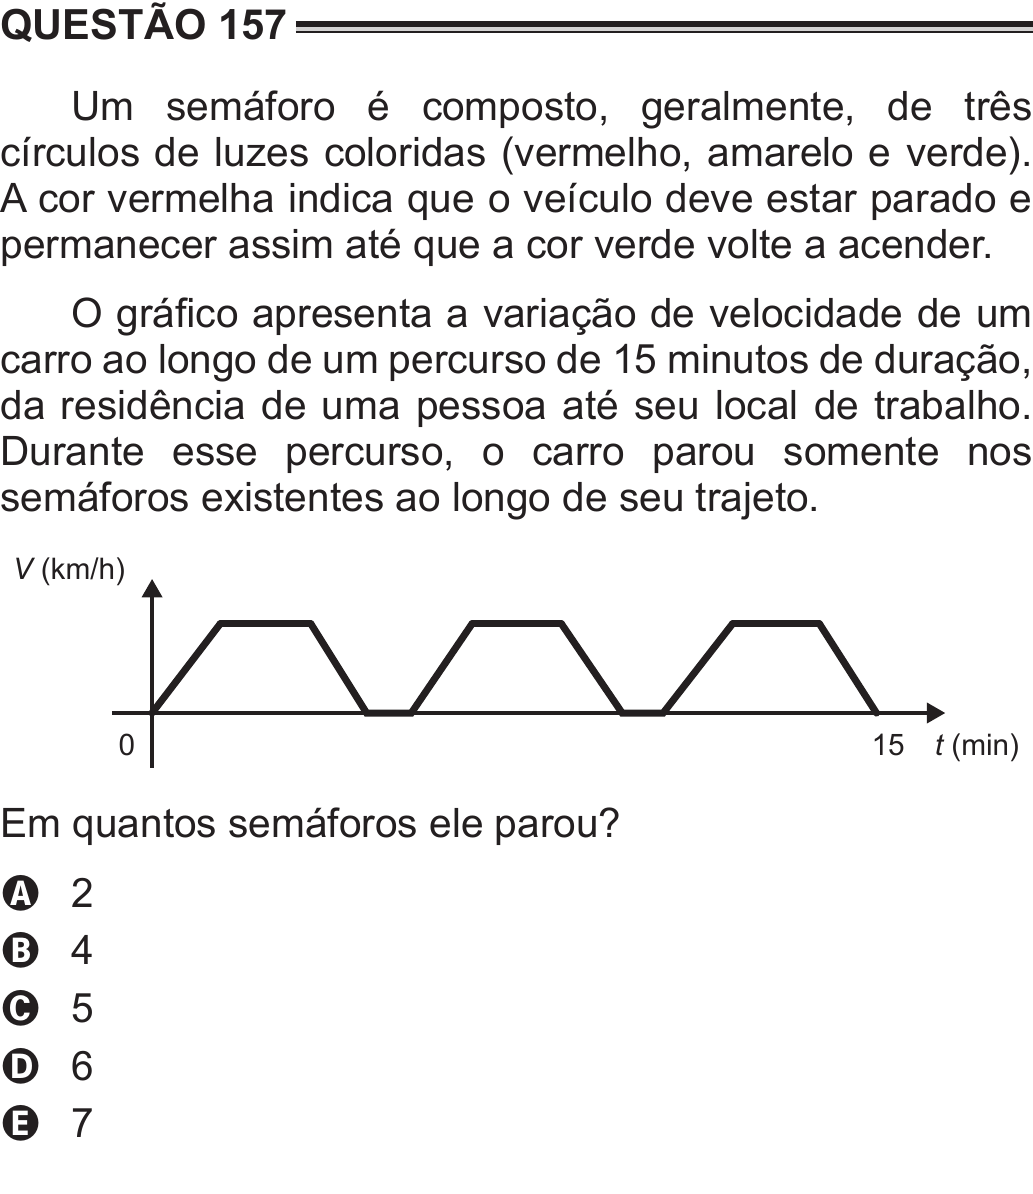 QUESTÃO 157
Um semáforo é composto, geralmente, de três
círculos de luzes coloridas (vermelho, amarelo e verde).
A cor vermelha indica que o veículo deve estar parado e
permanecer assim até que a cor verde volte a acender.
O gráfico apresenta a variação de velocidade de um
carro ao longo de um percurso de 15 minutos de duração,
da residência de uma pessoa até seu local de trabalho.
Durante esse percurso, o carro parou somente nos
semáforos existentes ao longo de seu trajeto.
V (km/h)
0 15 t (min)
Em quantos semáforos ele parou?
A 2
B 4
C 5
D 6
E 7